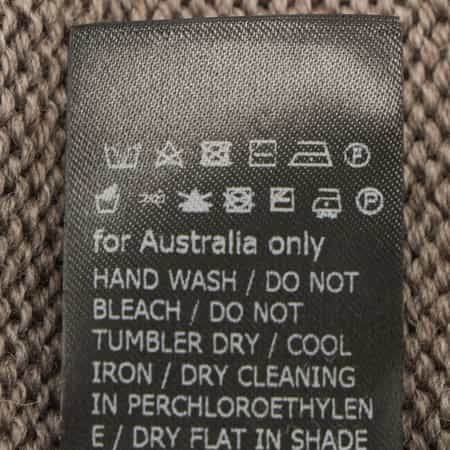 P
P
for Australia only
HAND WASH / DO NOT
BLEACH / DO NOT
TUMBLER DRY / COOL
IRON / DRY CLEANING
IN PERCHLOROETHYLEN
E / DRY FLAT IN SHADE